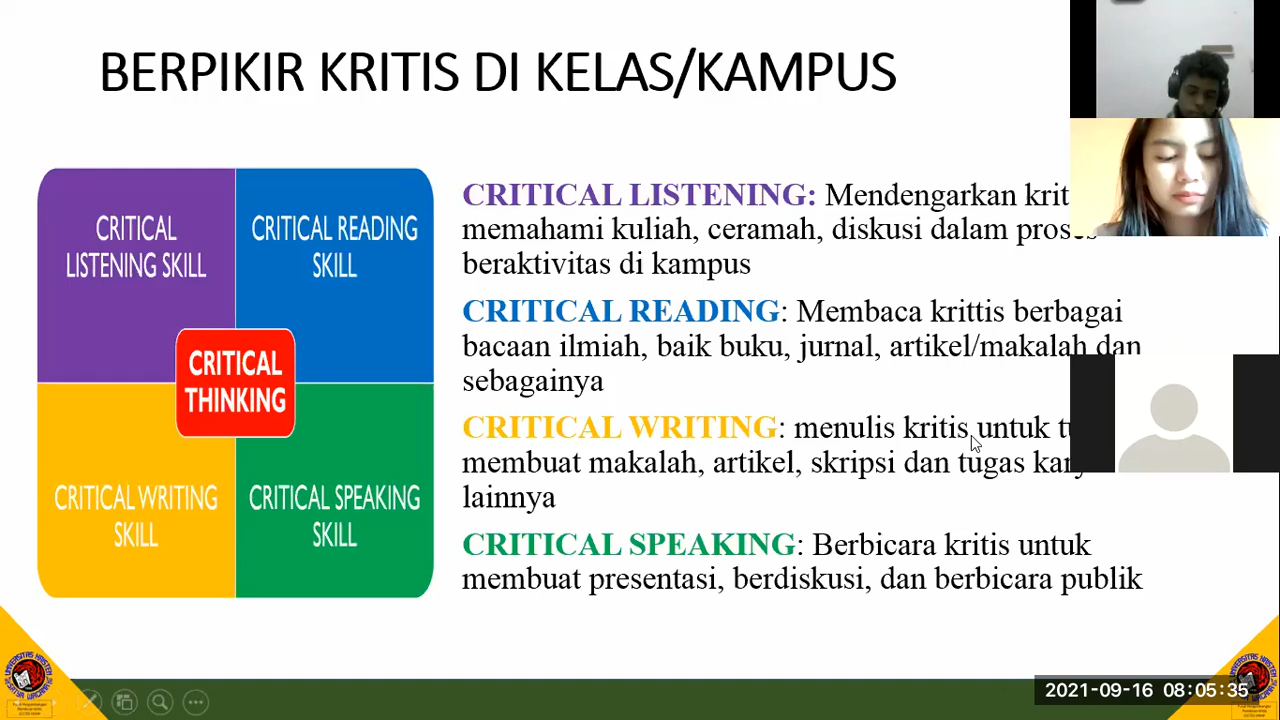 BERPIKIR KRITIS DI KELAS/KAMPUS
CRITICAL
LISTENING SKILL
CRITICAL READING
SKILL
CRITICAL
THINKING
CRITICAL WRITING
SKILL
CRITICAL SPEAKING
SKILL
CRITICAL LISTENING: Mendengarkan
memahami kuliah, ceramah, diskusi dalam proses
beraktivitas di kampus
CRITICAL READING: Membaca krittis berbagai
bacaan ilmiah, baik buku, jurnal, artikel/makalah dan
sebagainya
CRITICAL WRITING: menulis kritis untuk
membuat makalah, artikel, skripsi dan tugas
lainnya
CRITICAL SPEAKING: Berbicara kritis untuk
membuat presentasi, berdiskusi, dan berbicara publik
2021-09-16 08:05:35